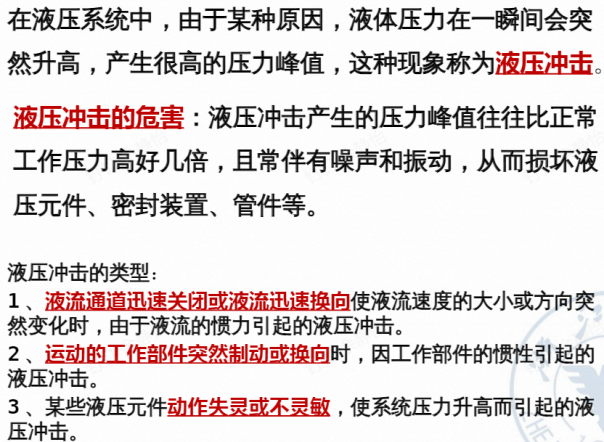 在液压系统中，由于某种原因，液体压力在一瞬间会突
然升高，产生很高的压力峰值，这种现象称为液压冲击。
液压冲击的危害：液压冲击产生的压力峰值往往比正常
工作压力高好几倍，且常伴有噪声和振动，从而损坏液
压元件、密封装置、管件等。
液压冲击的类型：
1、液流通道迅速关闭或液流迅速换向使液流速度的大小或方向突
然变化时，由于液流的惯力引起的液压冲击。
2、运动的工作部件突然制动或换向时，因工作部件的惯性引起的
液压冲击。
3、某些液压元件动作失灵或不灵敏，使系统压力升高而引起的液
压冲击。